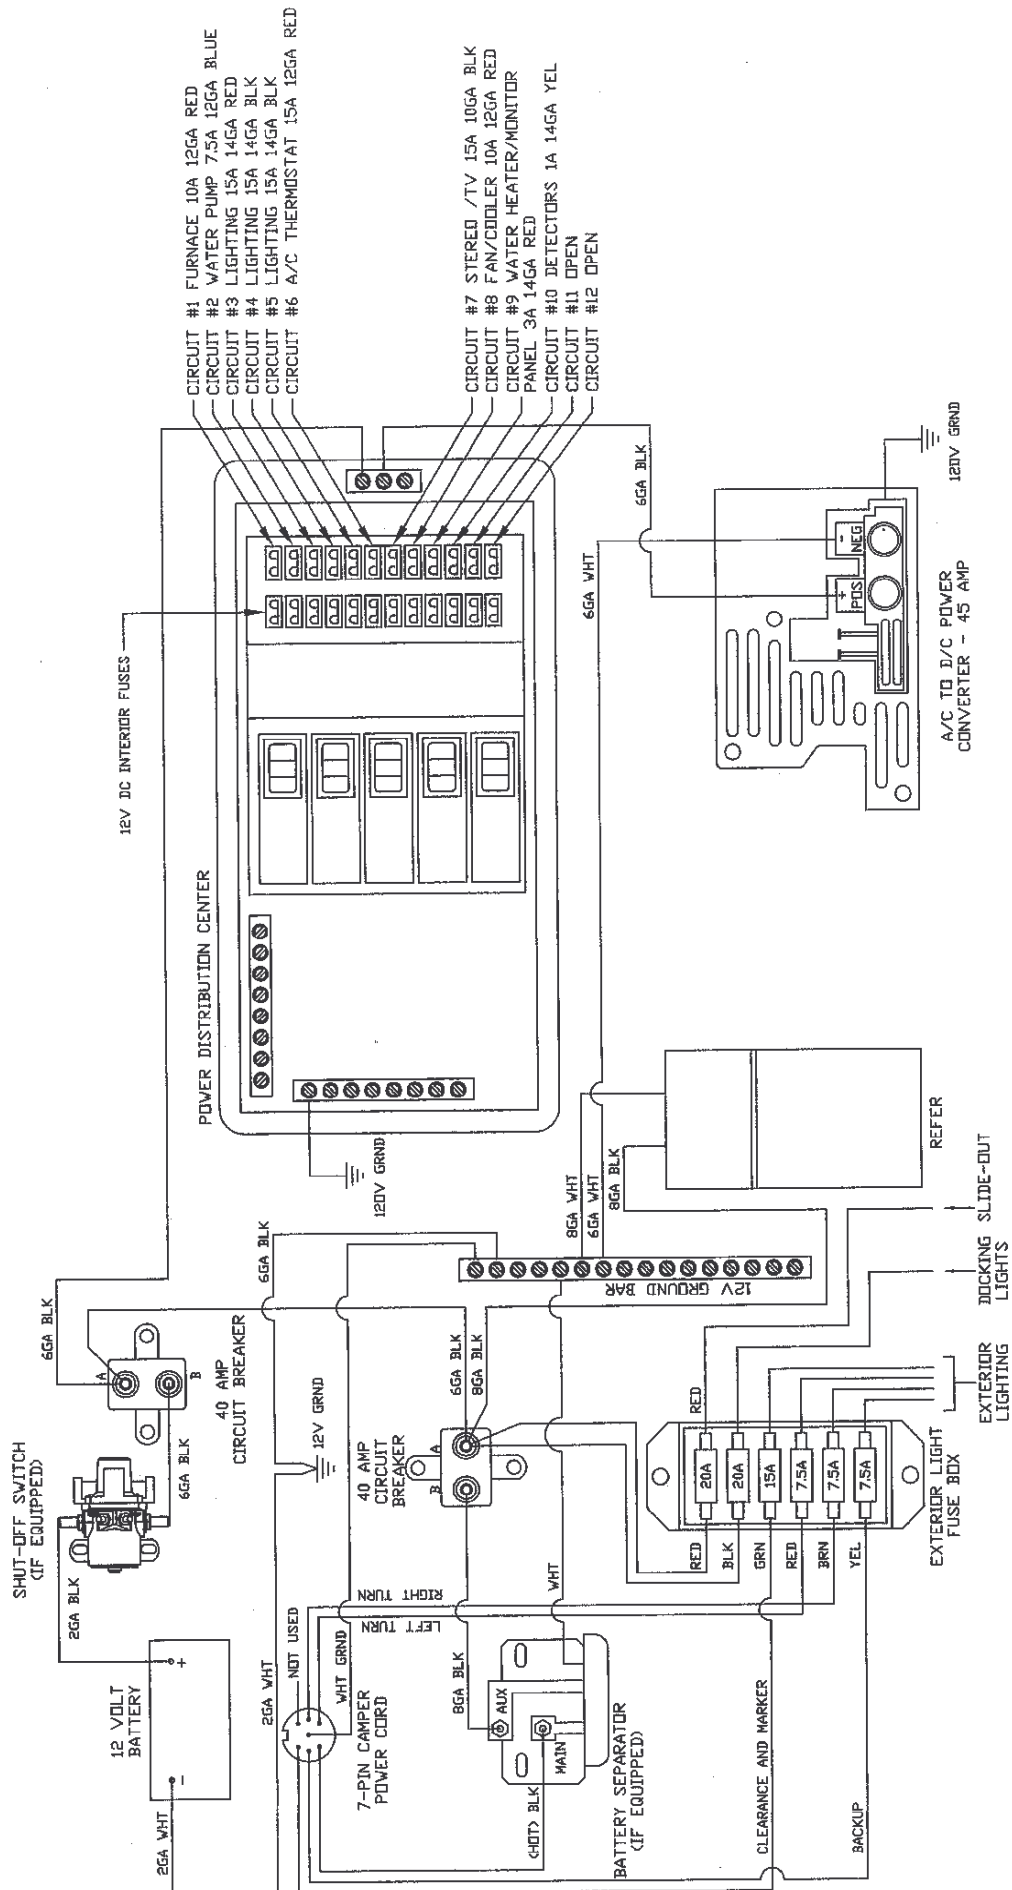 CIRCUIT #1 FURNACE 10A 12GA RED
CIRCUIT #2 WATER PUMP 7.5A 12GA BLUE
CIRCUIT #3 LIGHTING 15A 14GA RED
CIRCUIT #4 LIGHTING 15A 14GA BLK
CIRCUIT #5 LIGHTING 15A 14GA BLK
CIRCUIT #6 A/C THERMOSTAT 15A 12GA RED
CIRCUIT #7 STEREO /TV 15A 10GA BLK
CIRCUIT #8 FAN/COOLER 10A 12GA RED
CIRCUIT #9 WATER HEATER/MONITOR
PANEL 3A 14GA RED
CIRCUIT #10 DETECTORS 1A 14GA YEL
CIRCUIT #11 OPEN
CIRCUIT #12 OPEN
12V DC INTERIOR FUSES
POWER DISTRIBUTION CENTER
120V GRND
6GA BLK
6GA WHT
120V GRND
NEG
-
POS
+
A/C TO D/C POWER
CONVERTER - 45 AMP
REFER
8GA WHT
6GA WHT
8GA BLK
6GA BLK
12V GROUND BAR
6GA BLK
A
B
40 AMP
CIRCUIT BREAKER
6GA BLK
SHUT-OFF SWITCH
(IF EQUIPPED)
2GA BLK
12 VOLT
BATTERY
+
-
2GA WHT
2GA WHT
12V GRND
6GA BLK
8GA BLK
40 AMP
CIRCUIT
BREAKER
A
B
NOT USED
WHT GRND
RIGHT TURN
LEFT TURN
7-PIN CAMPER
POWER CORD
8GA BLK
WHT
AUX
MAIN
(HOT) BLK
BATTERY SEPARATOR
(IF EQUIPPED)
CLEARANCE AND MARKER
BACKUP
RED
BLK
GRN
RED
BRN
YEL
20A
20A
15A
7.5A
7.5A
7.5A
RED
BLK
EXTERIOR LIGHT
FUSE BOX
EXTERIOR
LIGHTING
DOCKING
LIGHTS
SLIDE-OUT